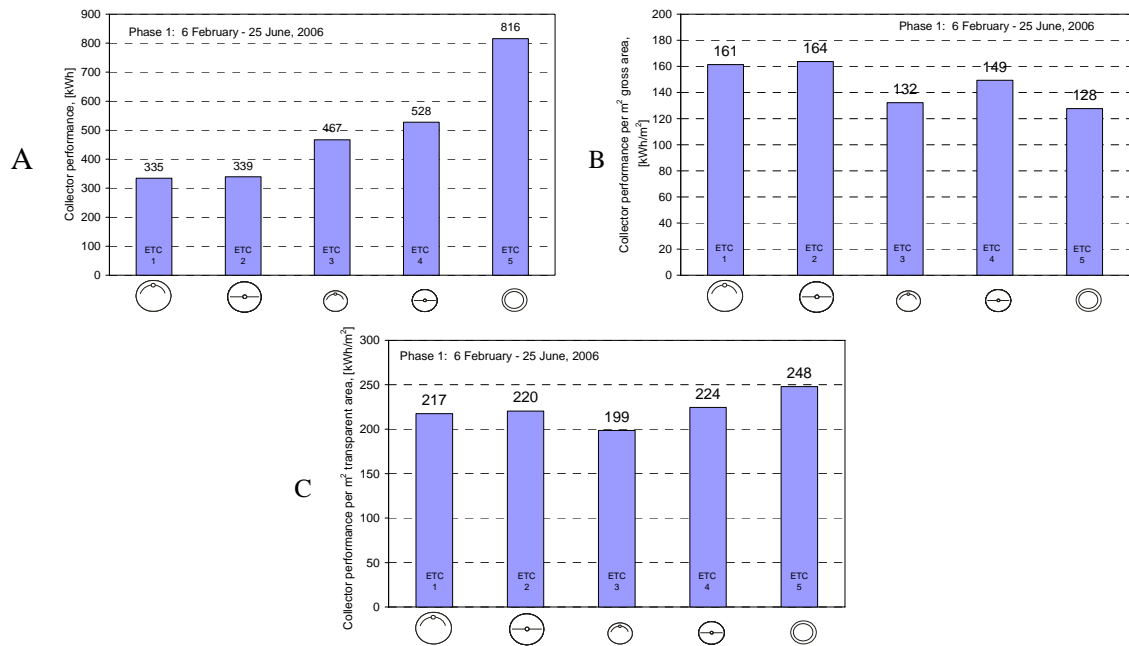 A
Phase 1: 6 February - 25 June, 2006
Collector performance, [kWh]
900
800
700
600
500
400
300
200
100
0
335
339
467
528
816
ETC 1
ETC 2
ETC 3
ETC 4
ETC 5
B
Phase 1: 6 February - 25 June, 2006
Collector performance per m² gross area,
[kWh/m²]
200
180
160
140
120
100
80
60
40
20
0
161
164
132
149
128
ETC 1
ETC 2
ETC 3
ETC 4
ETC 5
C
Phase 1: 6 February - 25 June, 2006
Collector performance per m² transparent area, [kWh/m²]
300
250
200
150
100
50
0
217
220
199
224
248
ETC 1
ETC 2
ETC 3
ETC 4
ETC 5